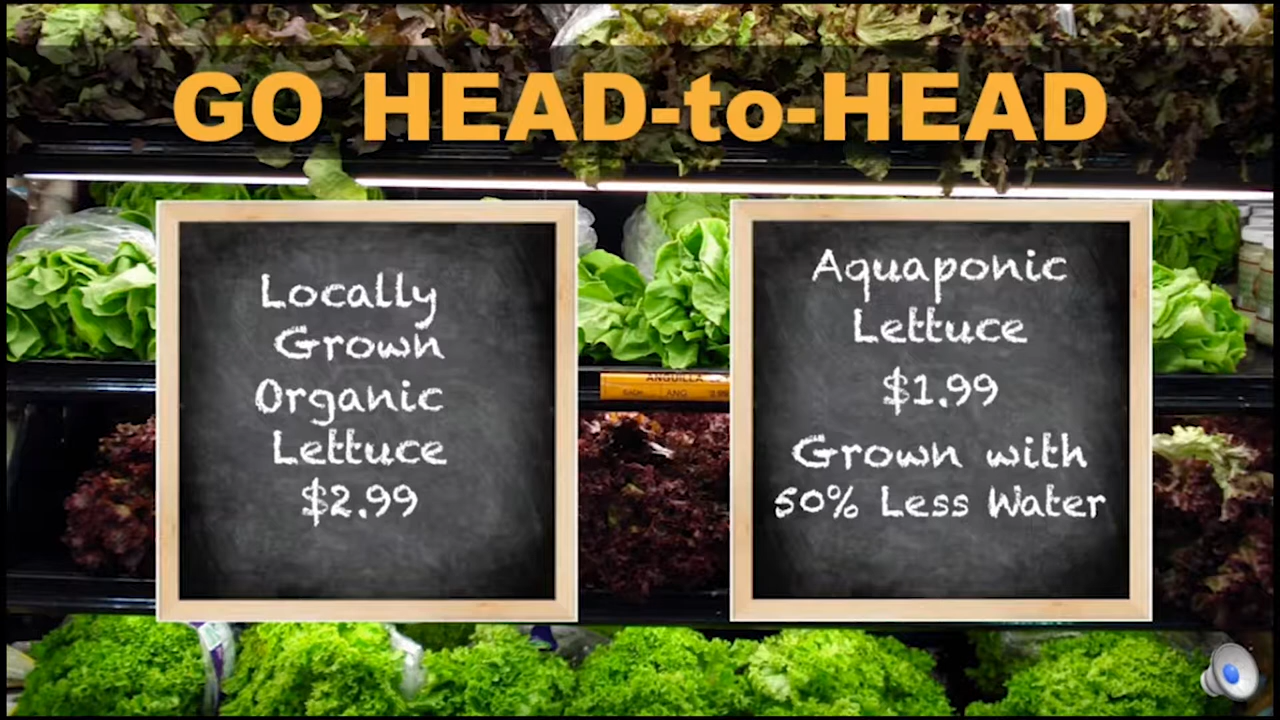 GO HEAD-to-HEAD
Locally
Grown
Organic
Lettuce
$2.99
Aquaponic
Lettuce
$1.99
Grown with
50% Less Water
ANGUILLA